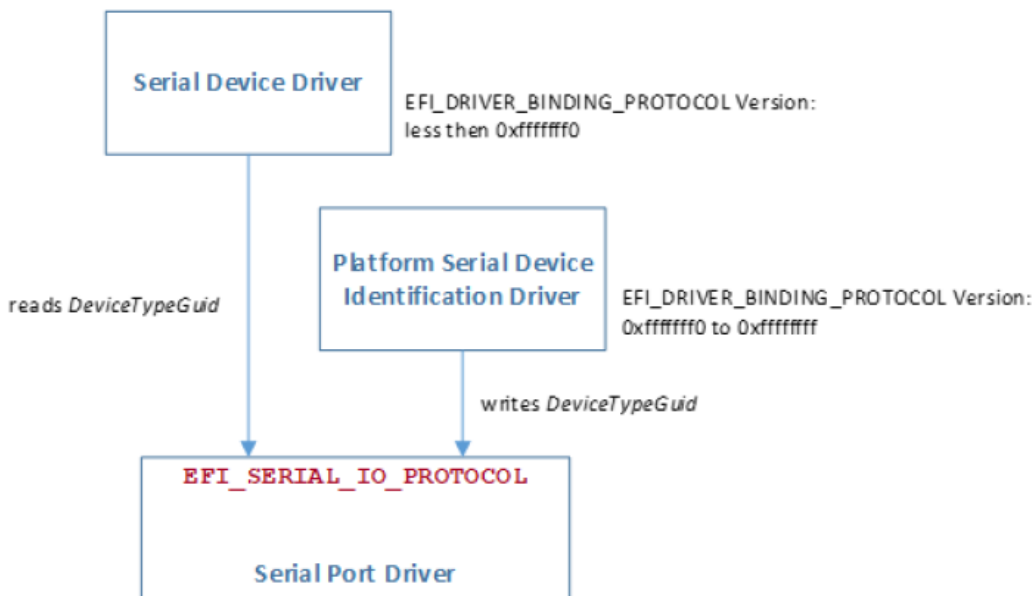 Serial Device Driver
EFI_DRIVER_BINDING_PROTOCOL Version:
less then 0xfffffff0
Platform Serial Device
Identification Driver
reads DeviceTypeGuid
EFI_DRIVER_BINDING_PROTOCOL Version:
0xfffffff0 to 0xffffffff
writes DeviceTypeGuid
EFI_SERIAL_IO_PROTOCOL
Serial Port Driver